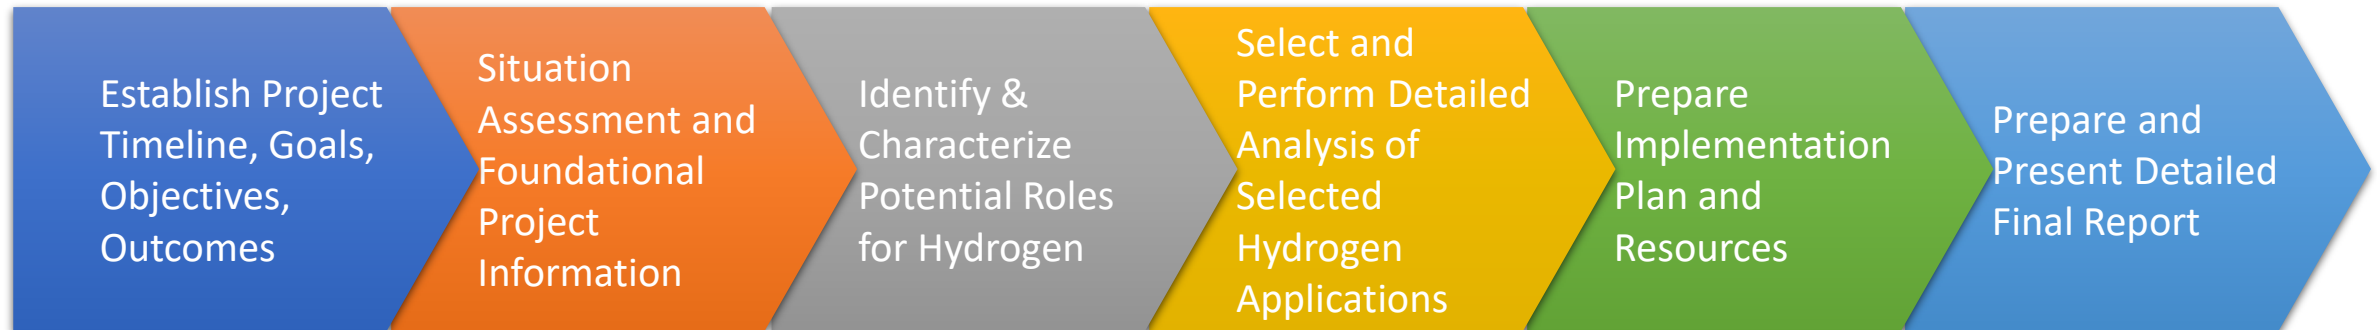 Establish Project
Timeline, Goals,
Objectives,
Outcomes
Situation
Assessment and
Foundational
Project
Information
Identify &
Characterize
Potential Roles
for Hydrogen
Select and
Perform Detailed
Analysis of
Selected
Hydrogen
Applications
Prepare
Implementation
Plan and
Resources
Prepare and
Present Detailed
Final Report